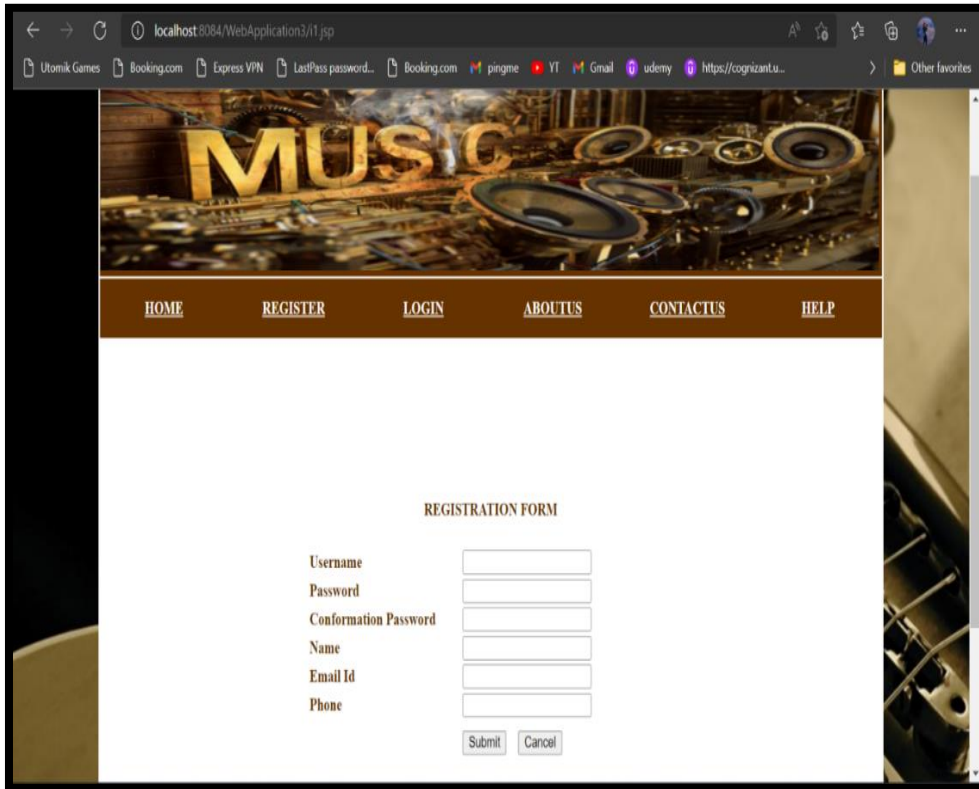 localhost:8084/WebApplication3/i1.jsp
Utomik Games Booking.com Express VPN LastPass password... Booking.com pingme YT Gmail udemy https://cognizant.u... Other favorites
MUSIC
HOME REGISTER LOGIN ABOUTUS CONTACTUS HELP
REGISTRATION FORM
Username
Password
Conformation Password
Name
Email Id
Phone
Submit Cancel